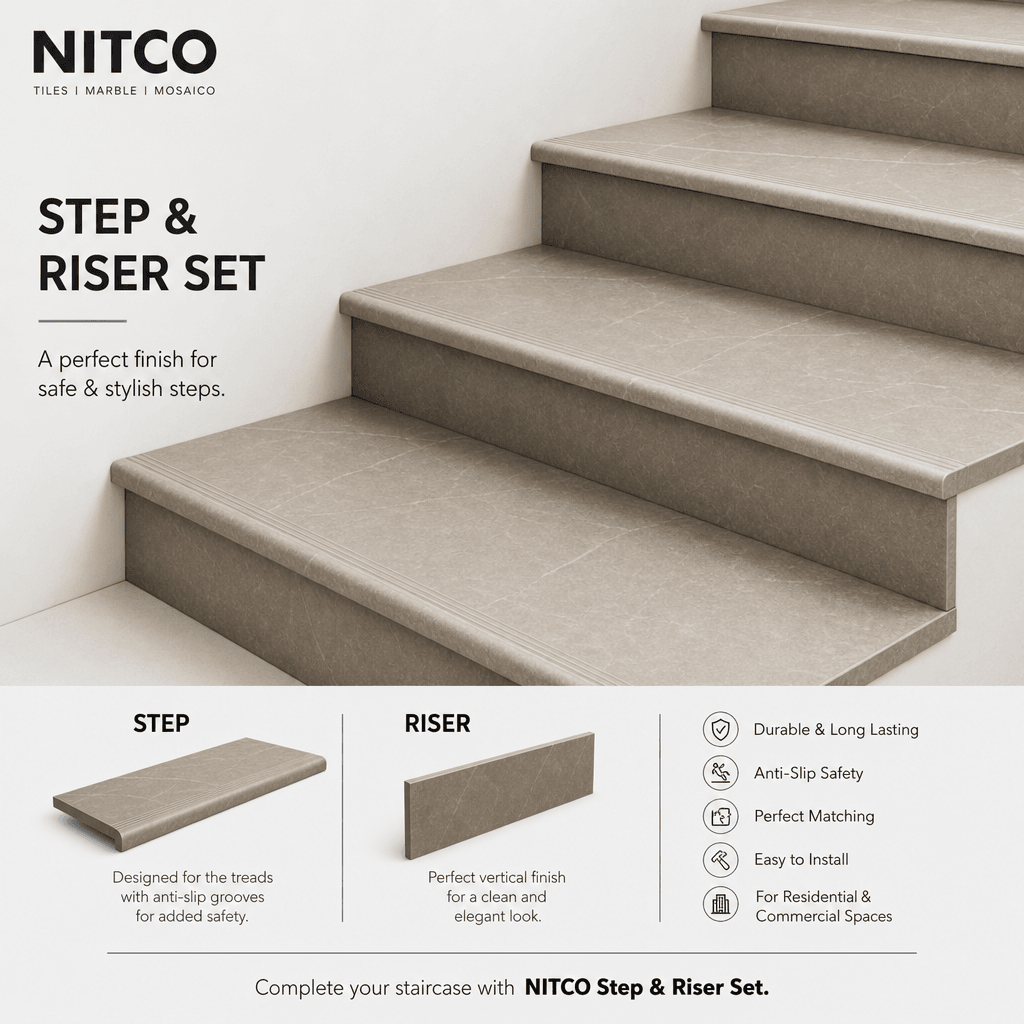 NITCO
TILES | MARBLE | MOSAICO
STEP &
RISER SET
A perfect finish for
safe & stylish steps.
STEP
Designed for the treads
with anti-slip grooves
for added safety.
RISER
Perfect vertical finish
for a clean and
elegant look.
Durable & Long Lasting
Anti-Slip Safety
Perfect Matching
Easy to Install
For Residential &
Commercial Spaces
Complete your staircase with NITCO Step & Riser Set.